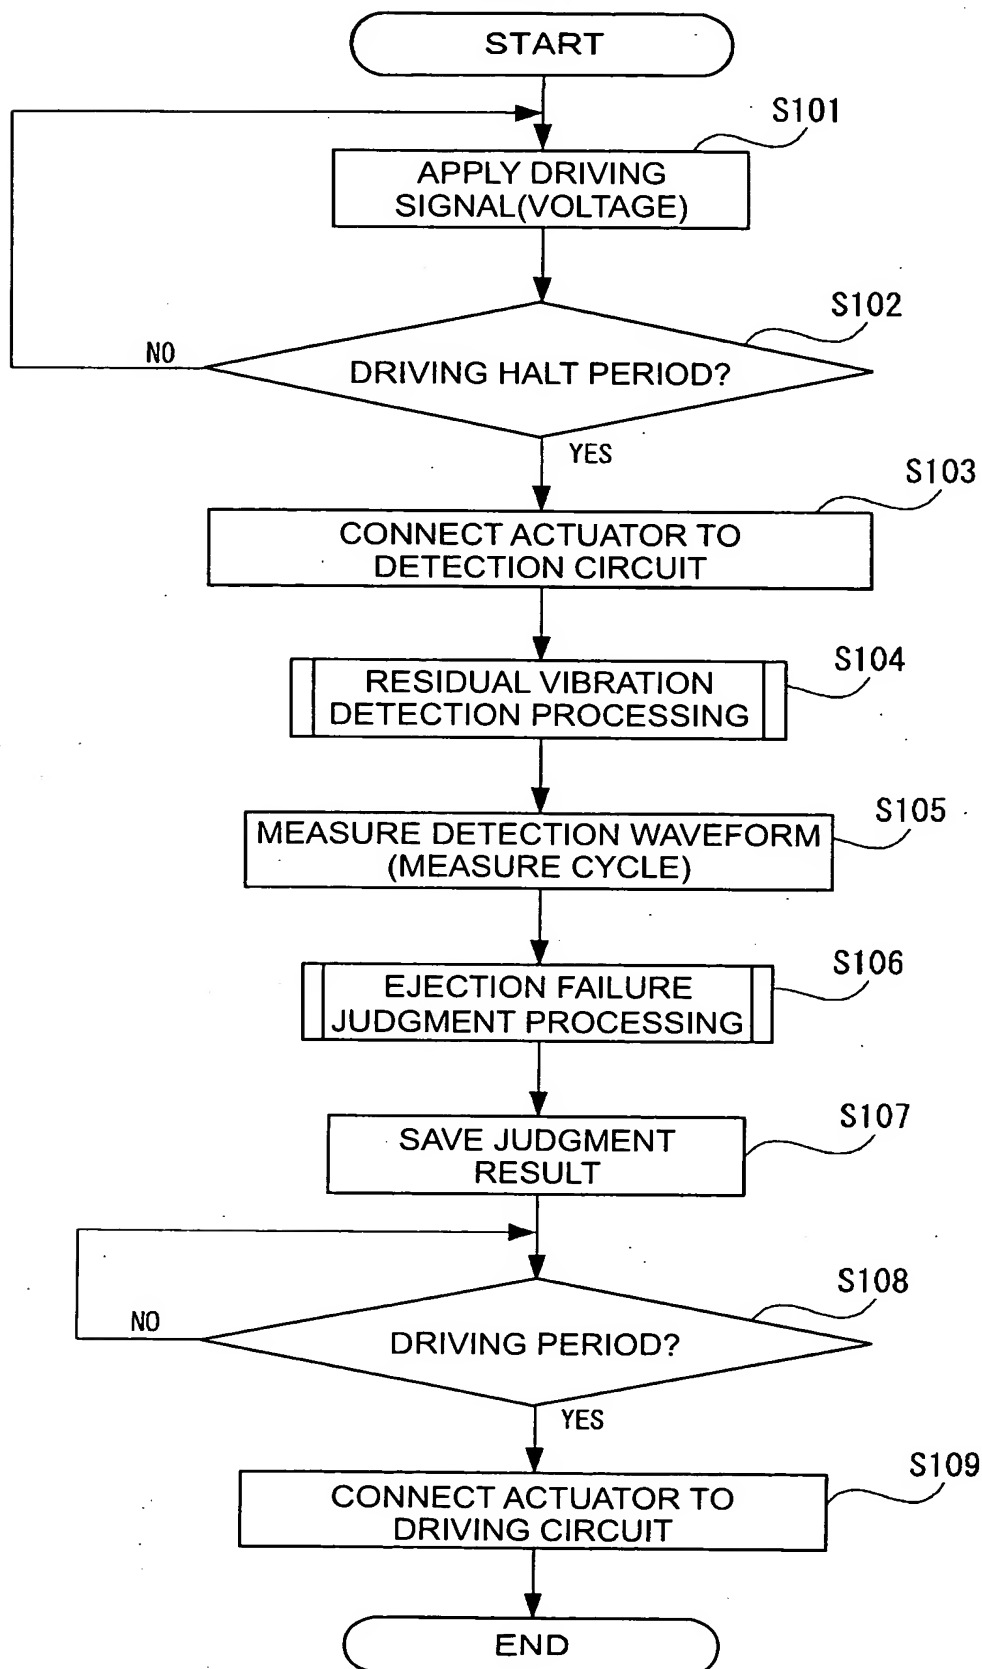 START
S101
APPLY DRIVING
SIGNAL(VOLTAGE)
S102
DRIVING HALT PERIOD?
NO
YES
S103
CONNECT ACTUATOR TO
DETECTION CIRCUIT
S104
RESIDUAL VIBRATION
DETECTION PROCESSING
S105
MEASURE DETECTION WAVEFORM
(MEASURE CYCLE)
S106
EJECTION FAILURE
JUDGMENT PROCESSING
S107
SAVE JUDGMENT
RESULT
S108
DRIVING PERIOD?
NO
YES
S109
CONNECT ACTUATOR TO
DRIVING CIRCUIT
END